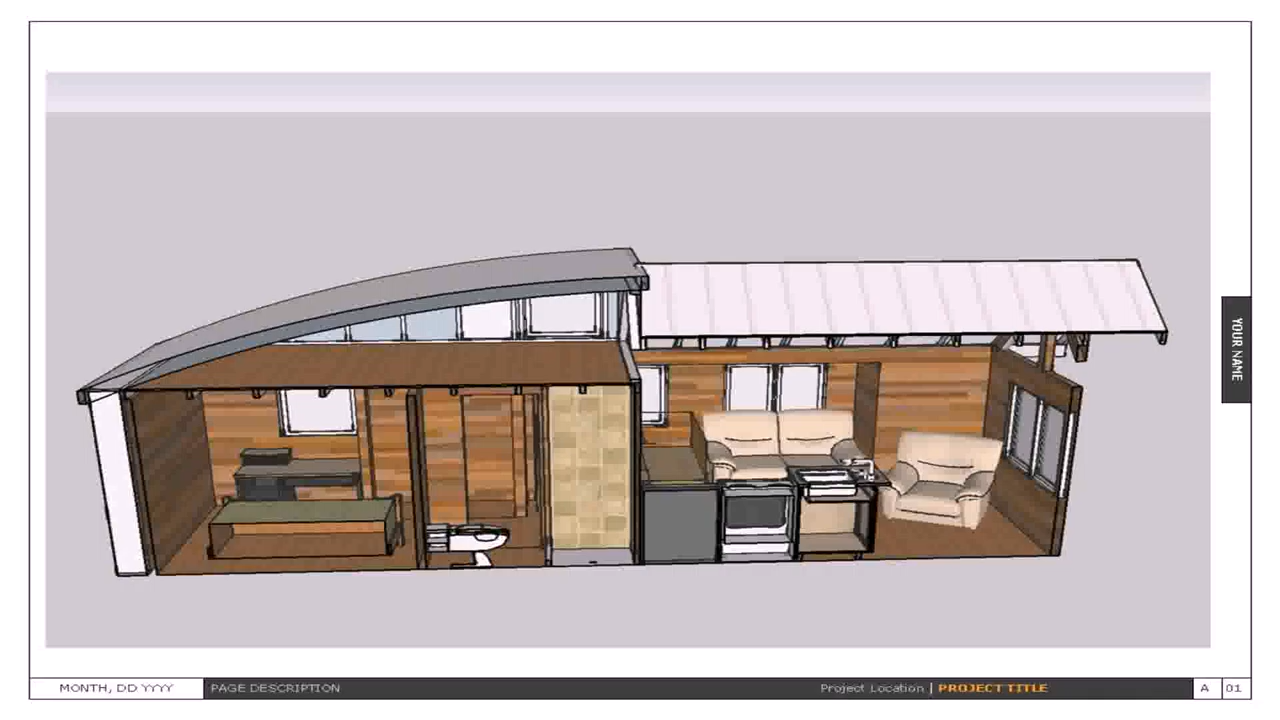 YOUR NAME
MONTH, DD YYYY
PAGE DESCRIPTION
Project Location | PROJECT TITLE
A 01